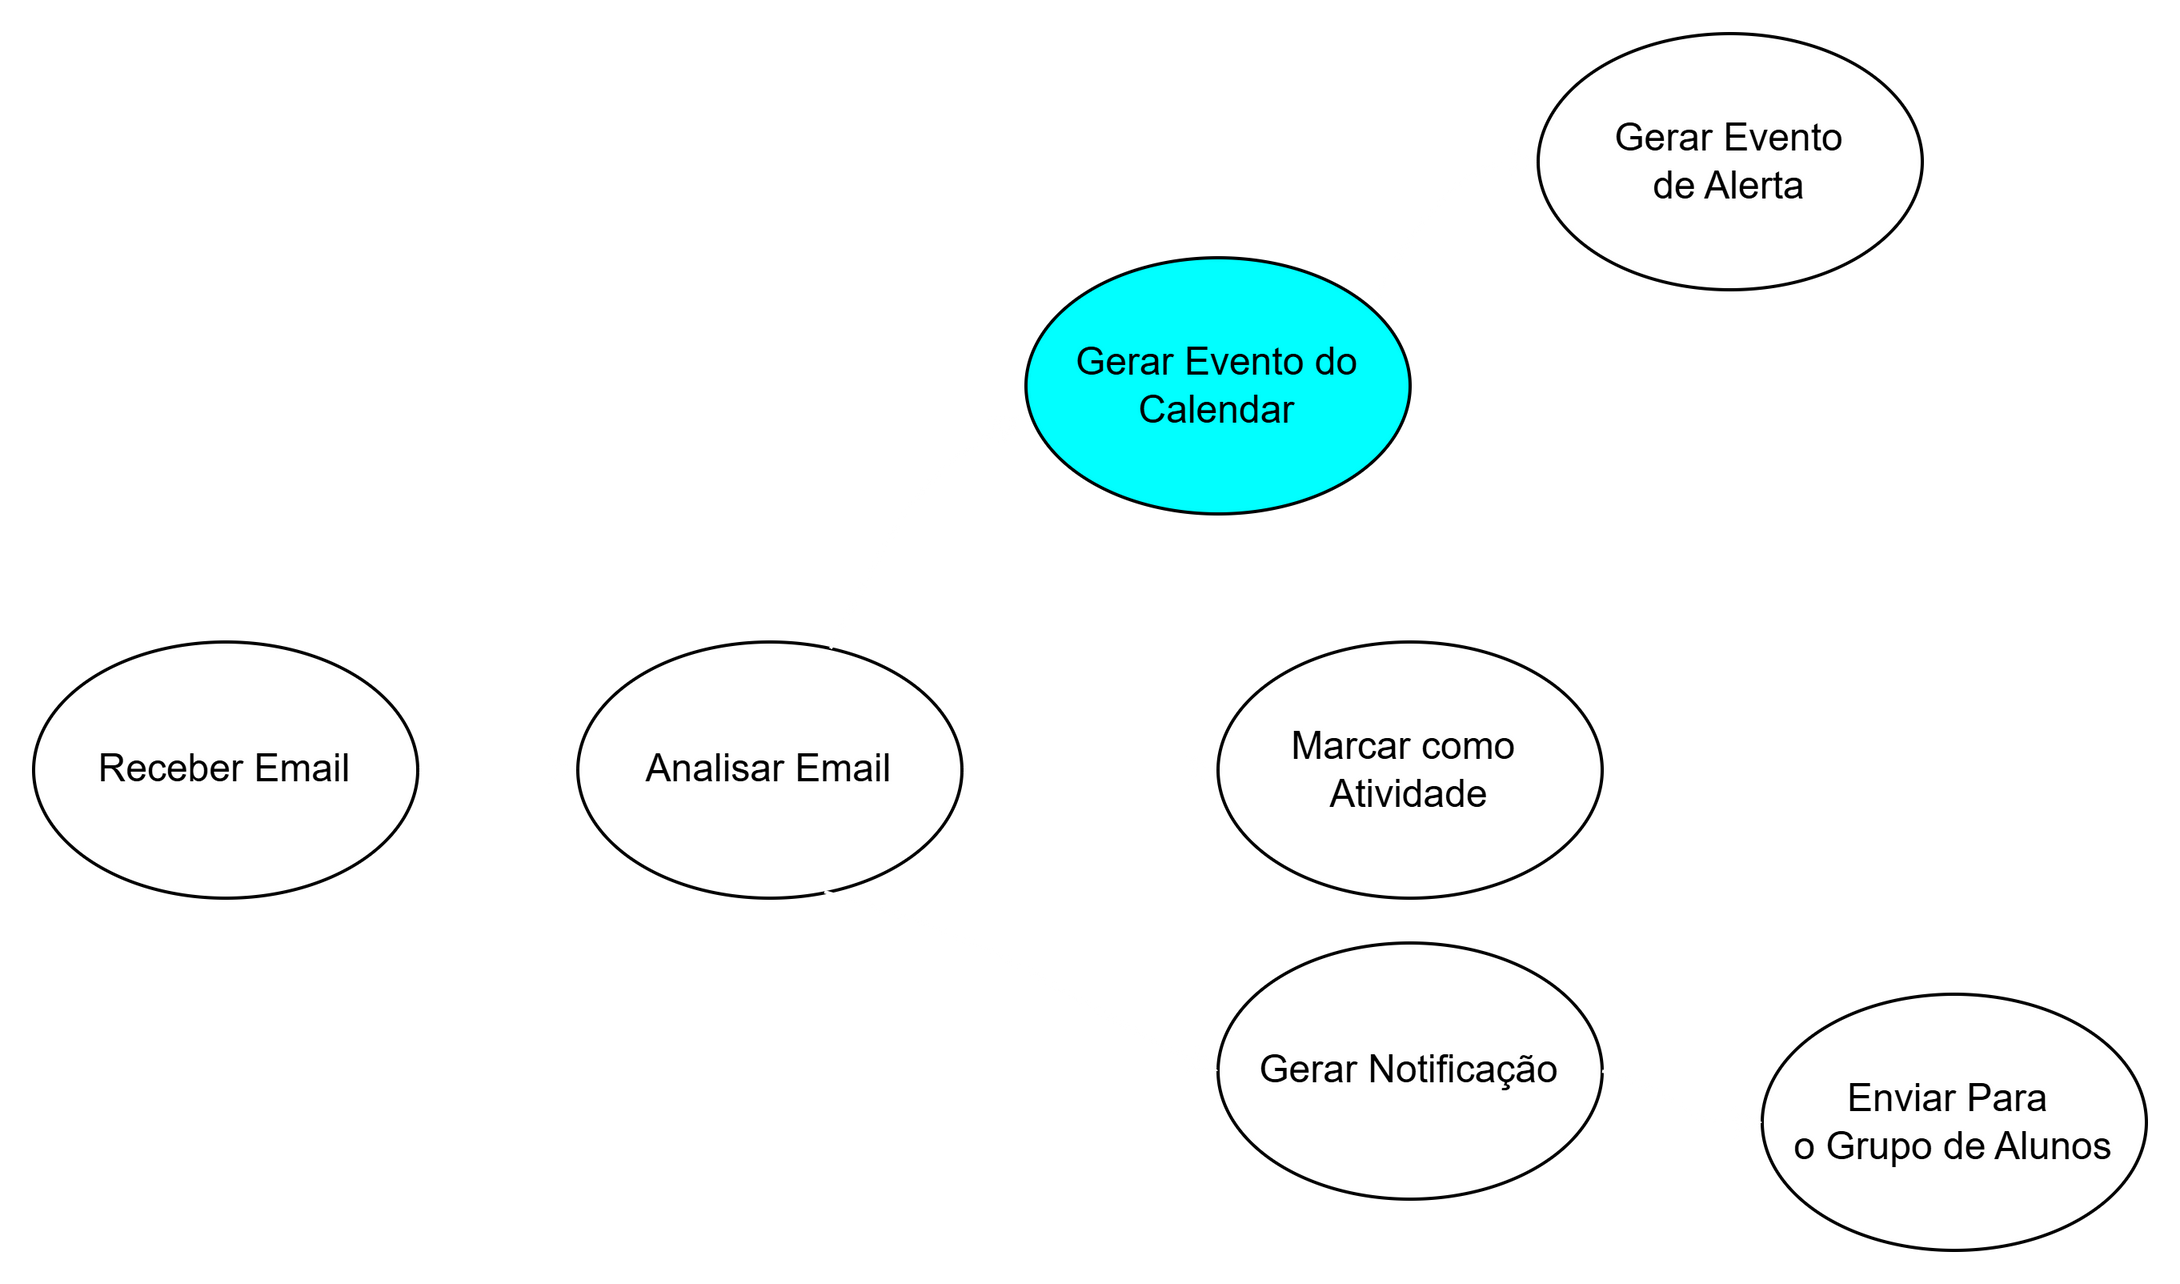 Gerar Evento
de Alerta
Gerar Evento do
Calendar
Receber Email
Analisar Email
Marcar como
Atividade
Gerar Notificação
Enviar Para
o Grupo de Alunos